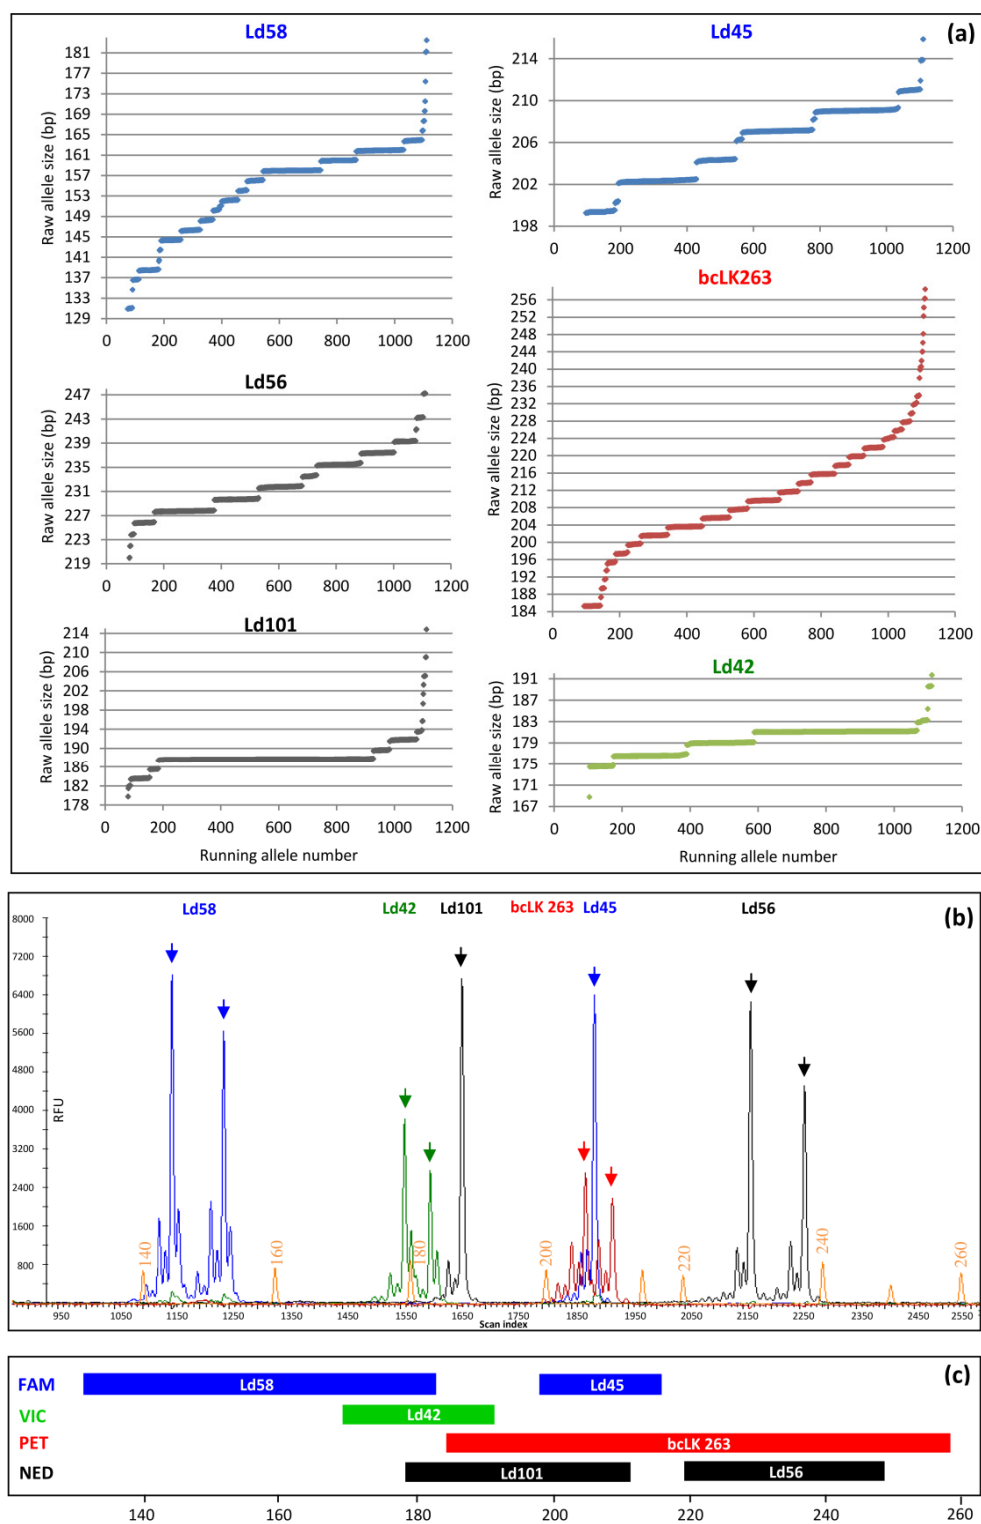 (a)
Ld58
Raw allele size (bp)
181
177
173
169
165
161
157
153
149
145
141
137
133
129
0 200 400 600 800 1000 1200
Ld45
Raw allele size (bp)
214
210
206
202
198
0 200 400 600 800 1000 1200
Ld56
Raw allele size (bp)
247
243
239
235
231
227
223
219
0 200 400 600 800 1000 1200
bcLK263
Raw allele size (bp)
256
252
248
244
240
236
232
228
224
220
216
212
208
204
200
196
192
188
184
0 200 400 600 800 1000 1200
Ld101
Raw allele size (bp)
214
210
206
202
198
194
190
186
182
178
0 200 400 600 800 1000 1200
Running allele number
Ld42
Raw allele size (bp)
191
187
183
179
175
171
167
0 200 400 600 800 1000 1200
Running allele number
(b)
Ld58 Ld42 Ld101 bcLK 263 Ld45 Ld56
RFU
8000
7200
6400
5600
4800
4000
3200
2400
1600
800
140 160 180 200 220 240 260
950 1050 1150 1250 1350 1450 1550 1650 1750 1850 1950 2050 2150 2250 2350 2450 2550
Scan index
(c)
FAM Ld58 Ld45
VIC Ld42
PET bcLK 263
NED Ld101 Ld56
140 160 180 200 220 240 260